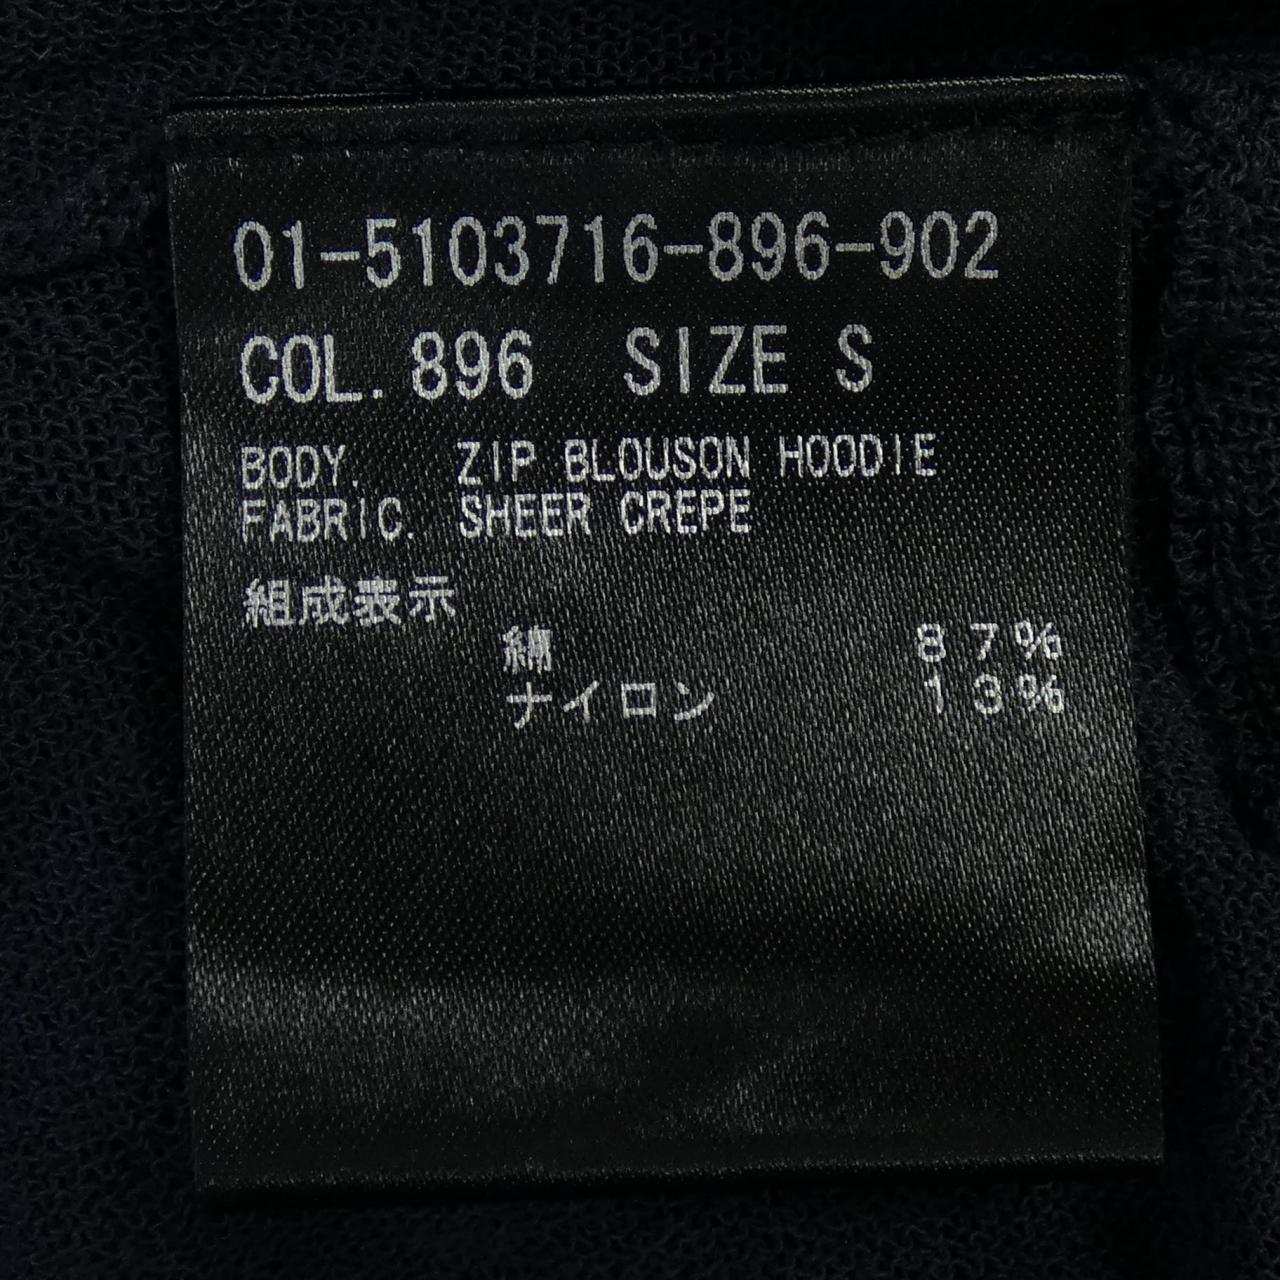 01-5103716-896-902
COL. 896 SIZE S
BODY. ZIP BLOUSON HOODIE
FABRIC. SHEER CREPE
組成表示
綿 87%
ナイロン 13%